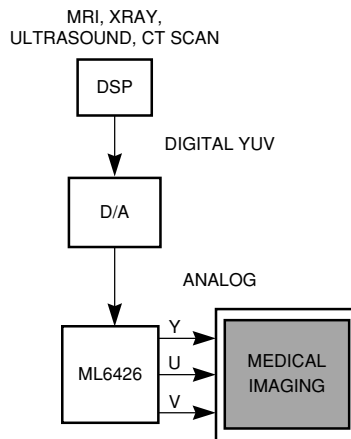 MRI, XRAY,
ULTRASOUND, CT SCAN
DSP
DIGITAL YUV
D/A
ANALOG
Y
U
V
ML6426
MEDICAL
IMAGING